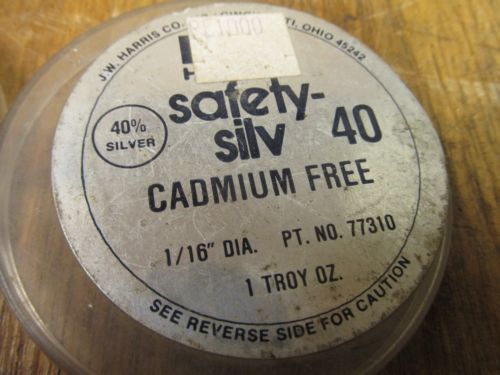 J.W. HARRIS CO. OHIO 45242
safety-
silv 40
40%
SILVER
CADMIUM FREE
1/16" DIA. PT. NO. 77310
1 TROY OZ.
SEE REVERSE SIDE FOR CAUTION